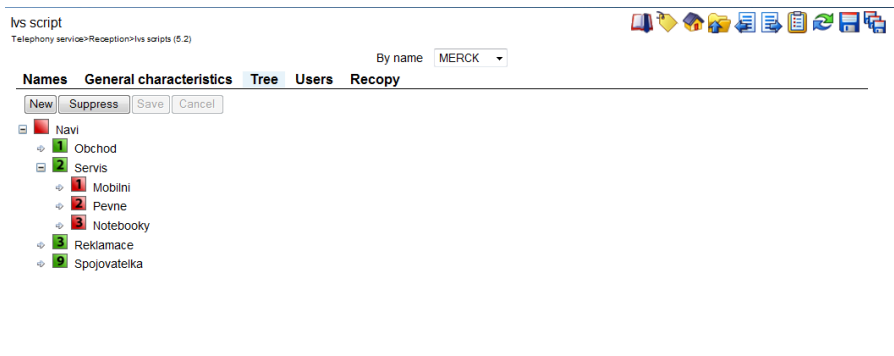 Ivs script
Telephony service>Reception>Ivs scripts (5.2)
By name MERCK
Names General characteristics Tree Users Recopy
New Suppress Save Cancel
Navi
1 Obchod
2 Servis
1 Mobilni
2 Pevne
3 Notebooky
3 Reklamace
9 Spojovatelka